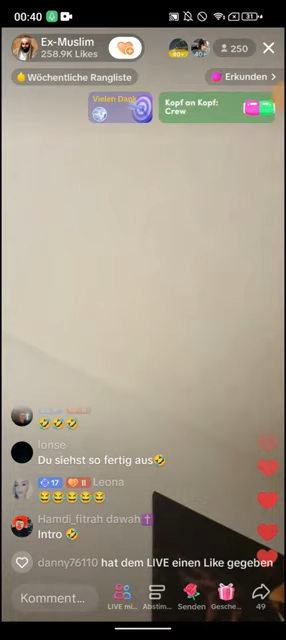 00:40
31
Ex-Muslim
258.9K Likes
250
Wöchentliche Rangliste
Erkunden >
Vielen Dank
Kopf an Kopf:
Crew
🤣🤣🤣
lonse
Du siehst so fertig aus🤣
17 II Leona
😂😂😂😂😂
Hamdi_fitrah dawah✝️
Intro 🤣
danny76110 hat dem LIVE einen Like gegeben
Komment...
LIVE mi...
Abstim...
Senden
Gesche...
49